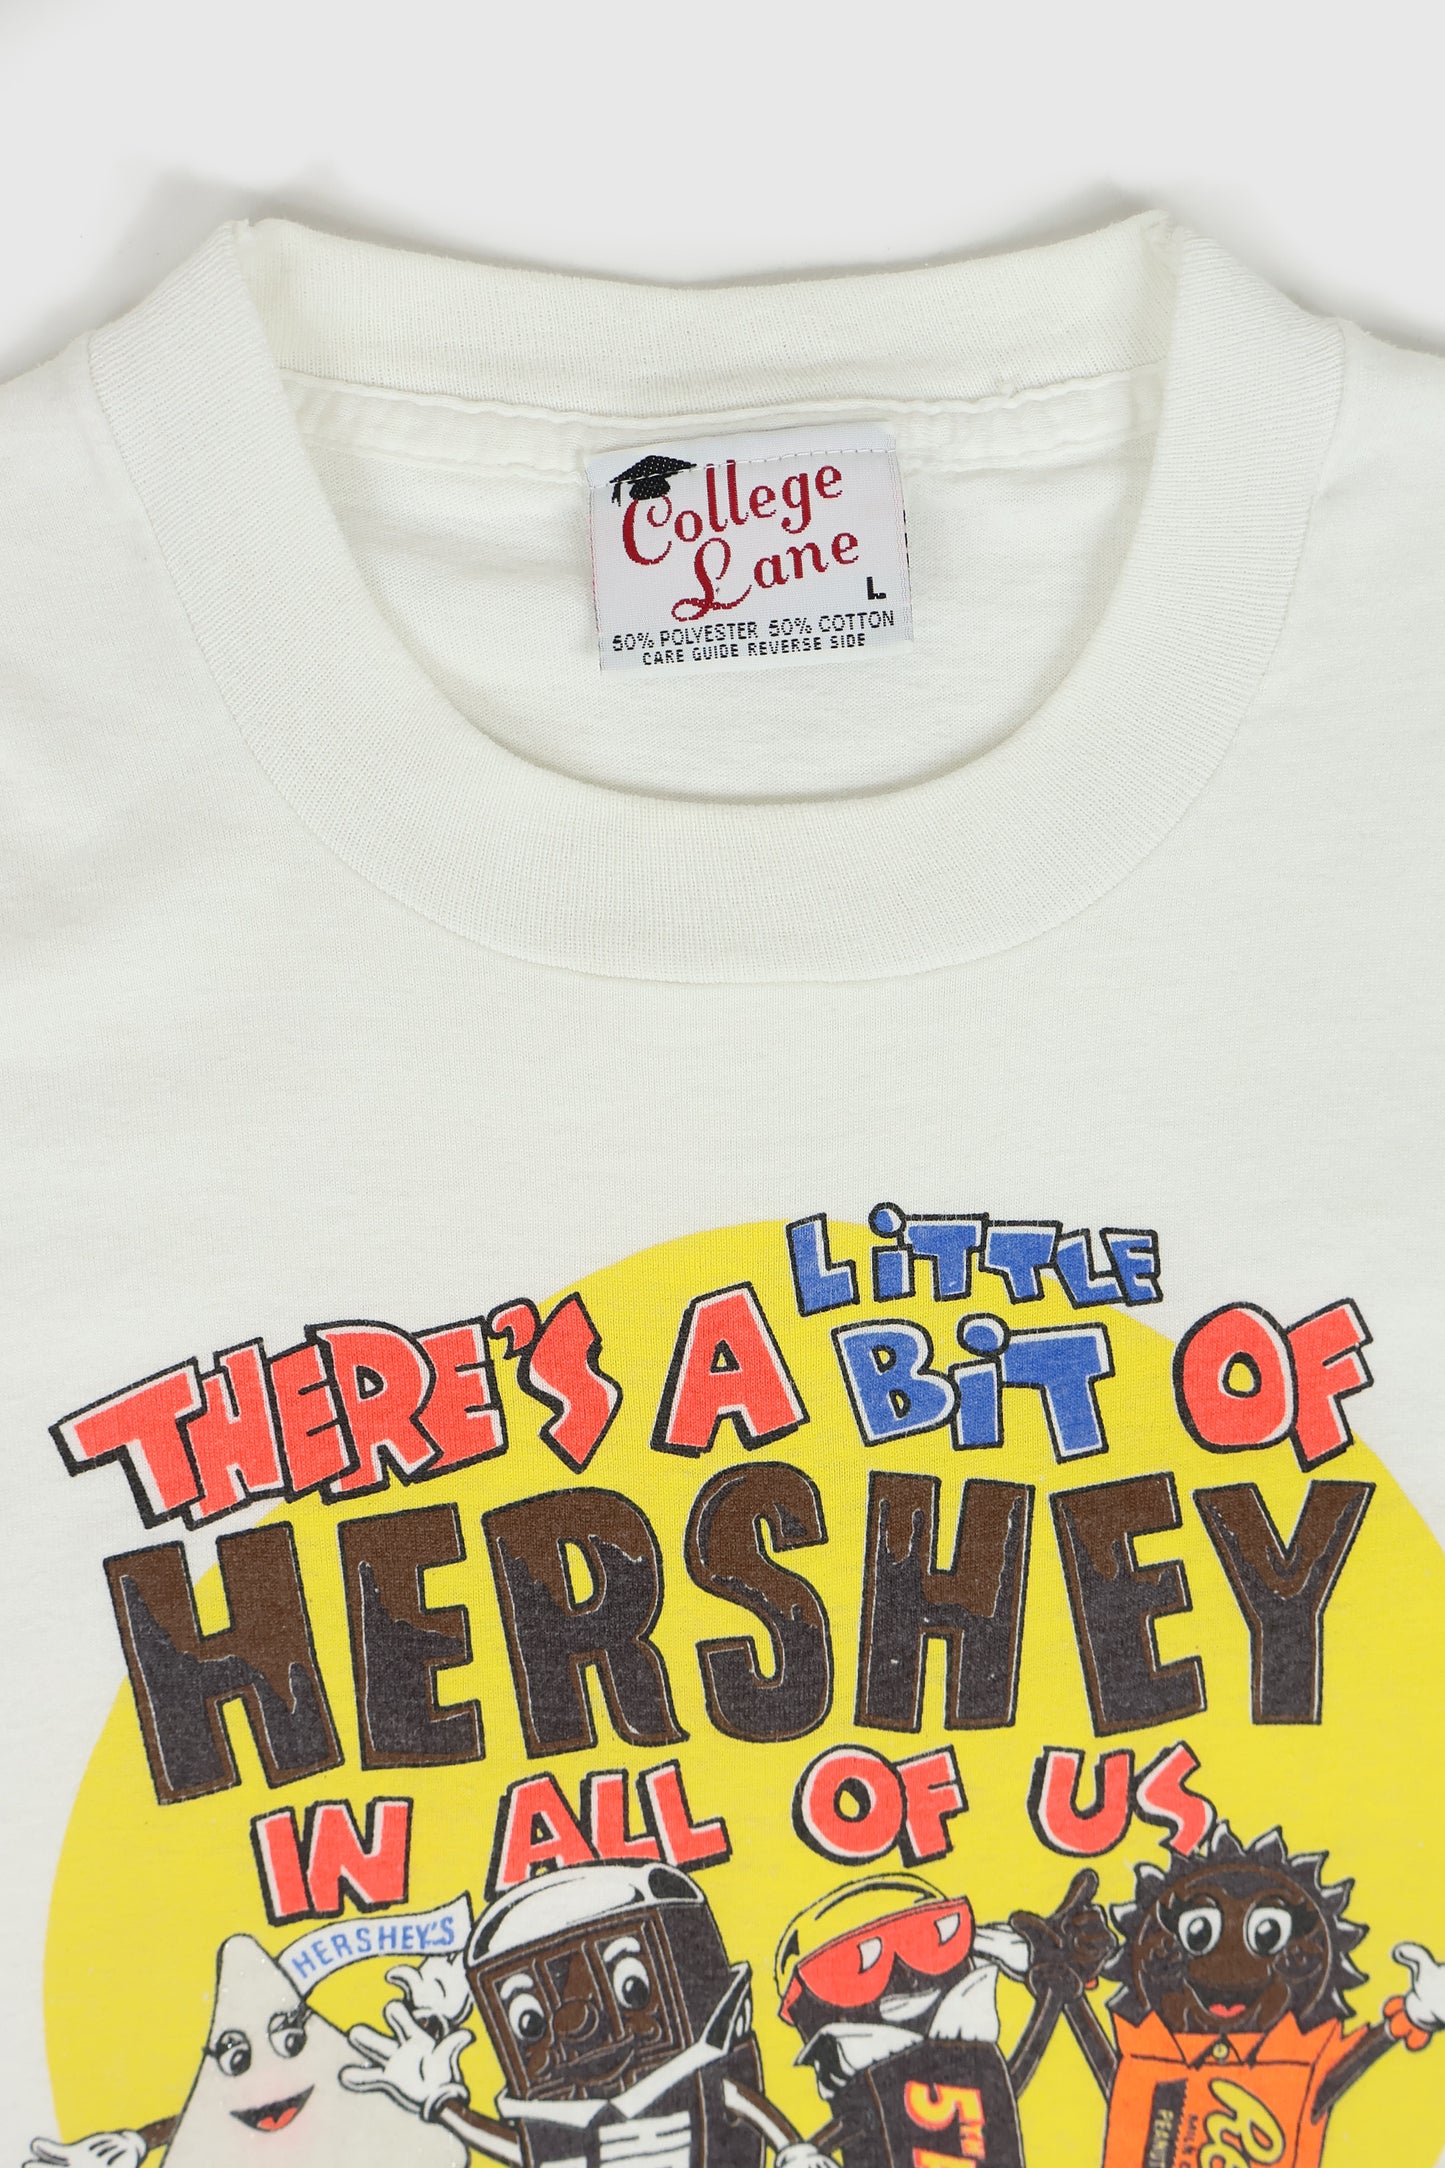 College
Lane
L
50% POLYESTER 50% COTTON
CARE GUIDE REVERSE SIDE
THERE'S A LiTTLE BiT OF
HERSHEY
IN ALL OF US
HERSHEY'S
5TH